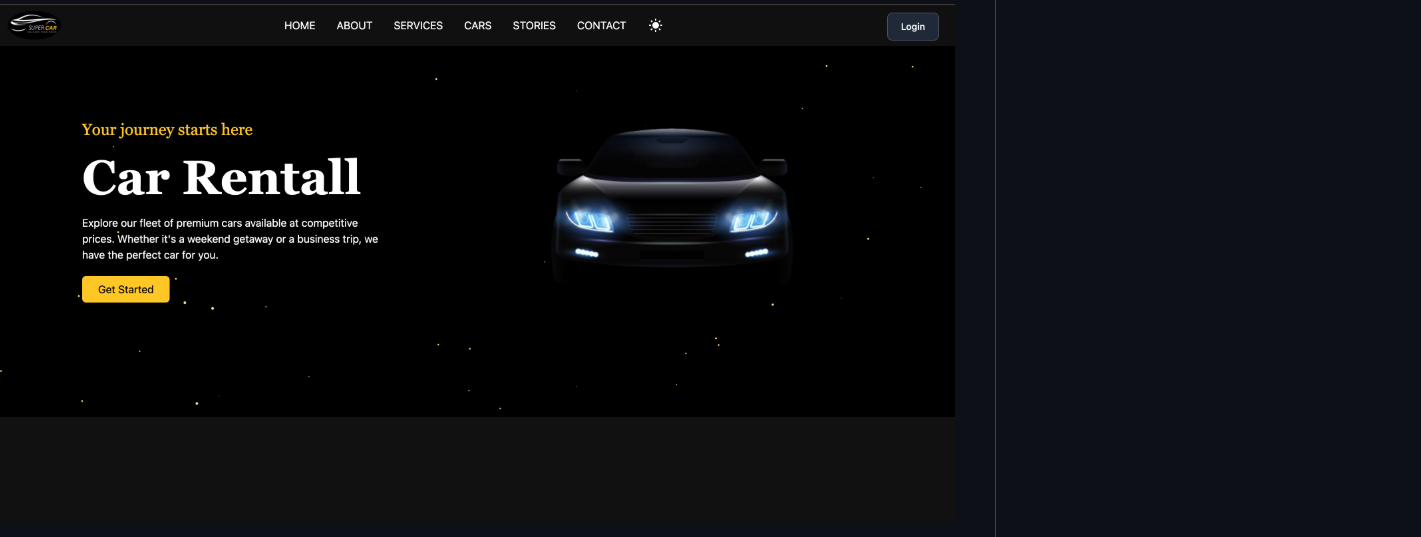 SUPER CAR
HOME ABOUT SERVICES CARS STORIES CONTACT
Login
Your journey starts here
Car Rentall
Explore our fleet of premium cars available at competitive
prices. Whether it's a weekend getaway or a business trip, we
have the perfect car for you.
Get Started